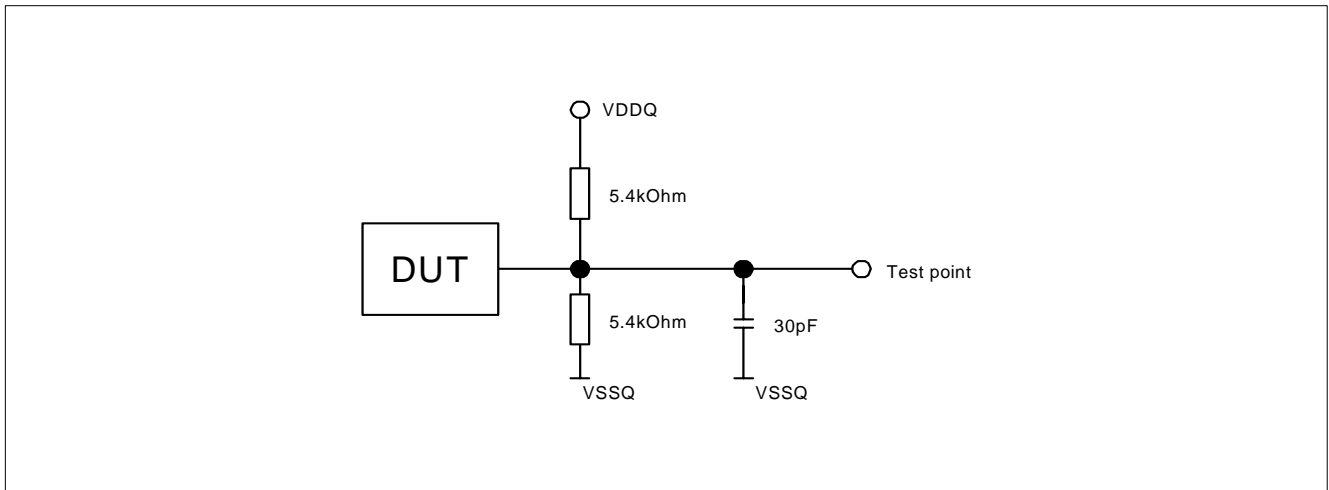 VDDQ
5.4kOhm
DUT
Test point
5.4kOhm
30pF
VSSQ
VSSQ